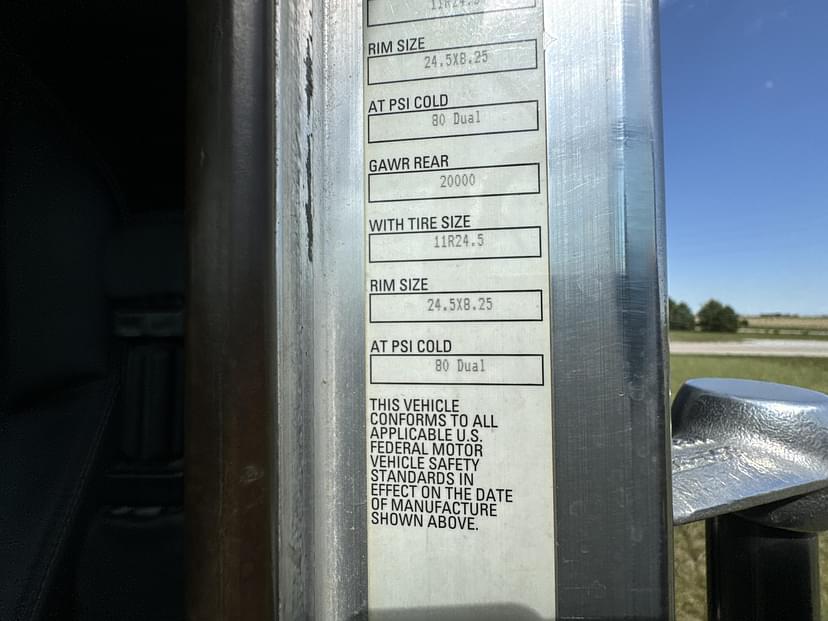 11R24.5
RIM SIZE
24.5X8.25
AT PSI COLD
80 Dual
GAWR REAR
20000
WITH TIRE SIZE
11R24.5
RIM SIZE
24.5X8.25
AT PSI COLD
80 Dual
THIS VEHICLE
CONFORMS TO ALL
APPLICABLE U.S.
FEDERAL MOTOR
VEHICLE SAFETY
STANDARDS IN
EFFECT ON THE DATE
OF MANUFACTURE
SHOWN ABOVE.